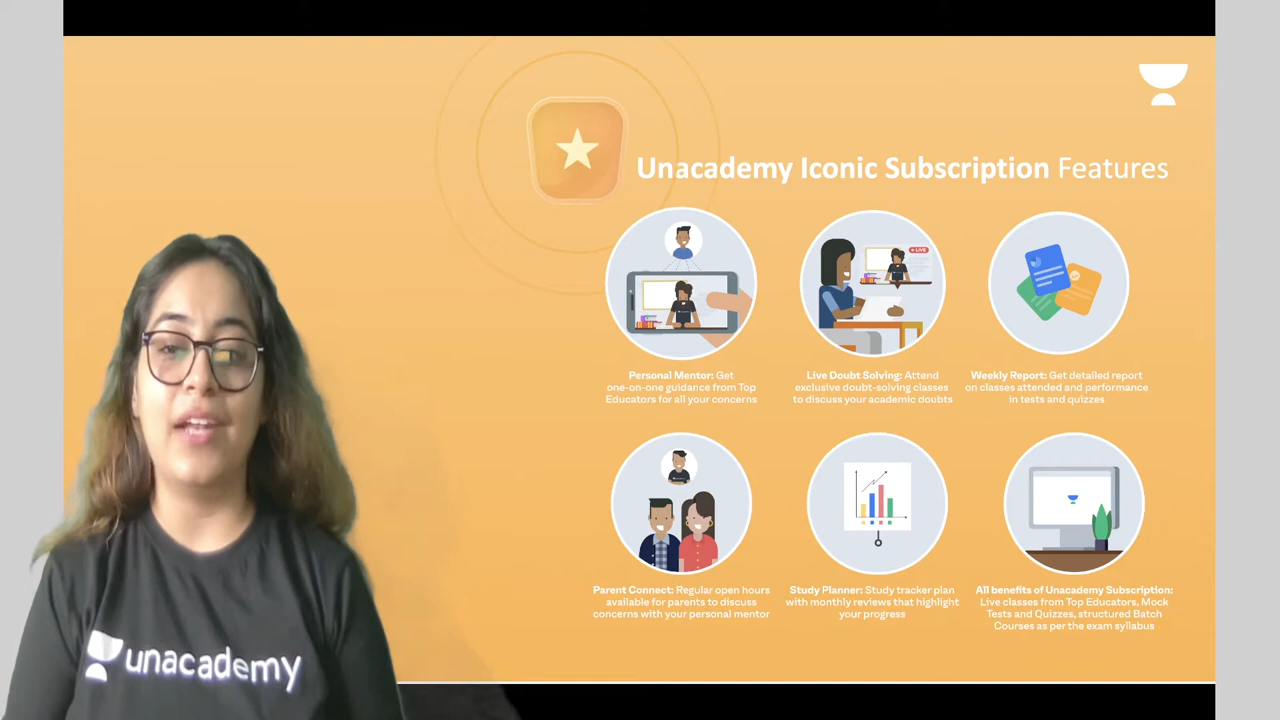 Unacademy Iconic Subscription Features
LIVE
Personal Mentor: Get
one-on-one guidance from Top
Educators for all your concerns
Live Doubt Solving: Attend
exclusive doubt-solving classes
to discuss your academic doubts
Weekly Report: Get detailed report
on classes attended and performance
in tests and quizzes
Parent Connect: Regular open hours
available for parents to discuss
concerns with your personal mentor
Study Planner: Study tracker plan
with monthly reviews that highlight
your progress
All benefits of Unacademy Subscription:
Live classes from Top Educators, Mock
Tests and Quizzes, structured Batch
Courses as per the exam syllabus
unacademy